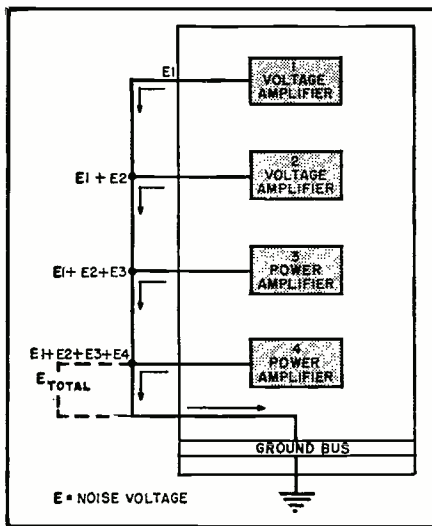 E1
1
VOLTAGE
AMPLIFIER
E1 + E2
2
VOLTAGE
AMPLIFIER
E1+E2+E3
3
POWER
AMPLIFIER
E1+E2+E3+E4
E TOTAL
4
POWER
AMPLIFIER
GROUND BUS
E = NOISE VOLTAGE